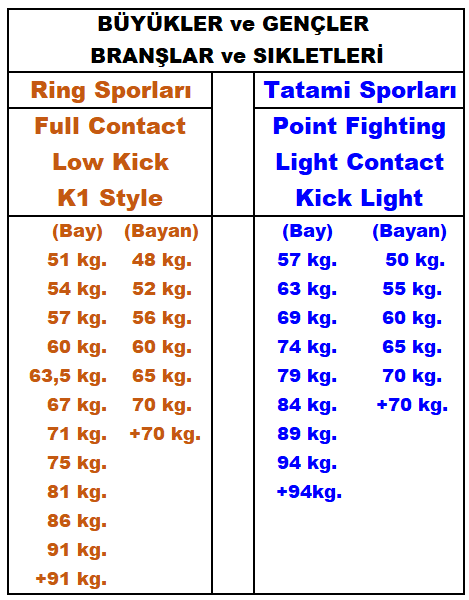 BÜYÜKLER ve GENÇLER
BRANŞLAR ve SIKLETLERİ
Ring Sporları
Full Contact
Low Kick
K1 Style
(Bay) (Bayan)
51 kg. 48 kg.
54 kg. 52 kg.
57 kg. 56 kg.
60 kg. 60 kg.
63,5 kg. 65 kg.
67 kg. 70 kg.
71 kg. +70 kg.
75 kg.
81 kg.
86 kg.
91 kg.
+91 kg.
Tatami Sporları
Point Fighting
Light Contact
Kick Light
(Bay) (Bayan)
57 kg. 50 kg.
63 kg. 55 kg.
69 kg. 60 kg.
74 kg. 65 kg.
79 kg. 70 kg.
84 kg. +70 kg.
89 kg.
94 kg.
+94kg.